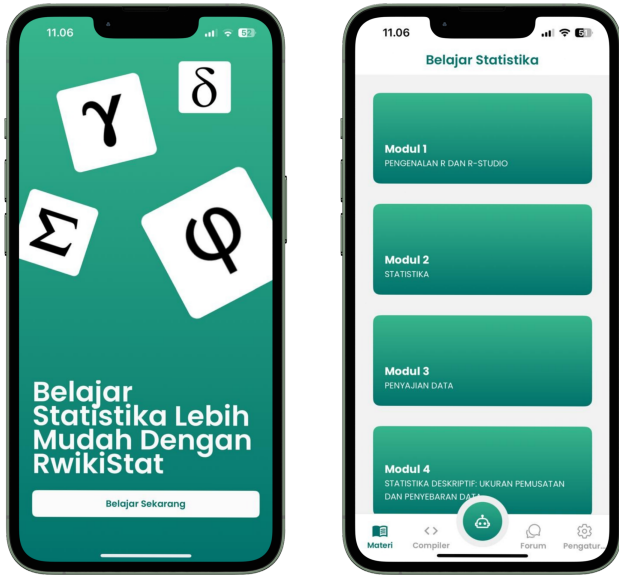 11.06
52
γ
δ
Σ
φ
Belajar
Statistika Lebih
Mudah Dengan
RwikiStat
Belajar Sekarang
11.06
51
Belajar Statistika
Modul 1
PENGENALAN R DAN R-STUDIO
Modul 2
STATISTIKA
Modul 3
PENYAJIAN DATA
Modul 4
STATISTIKA DESKRIPTIF: UKURAN PEMUSATAN
DAN PENYEBARAN DATA
Materi
Compiler
Forum
Pengatur...